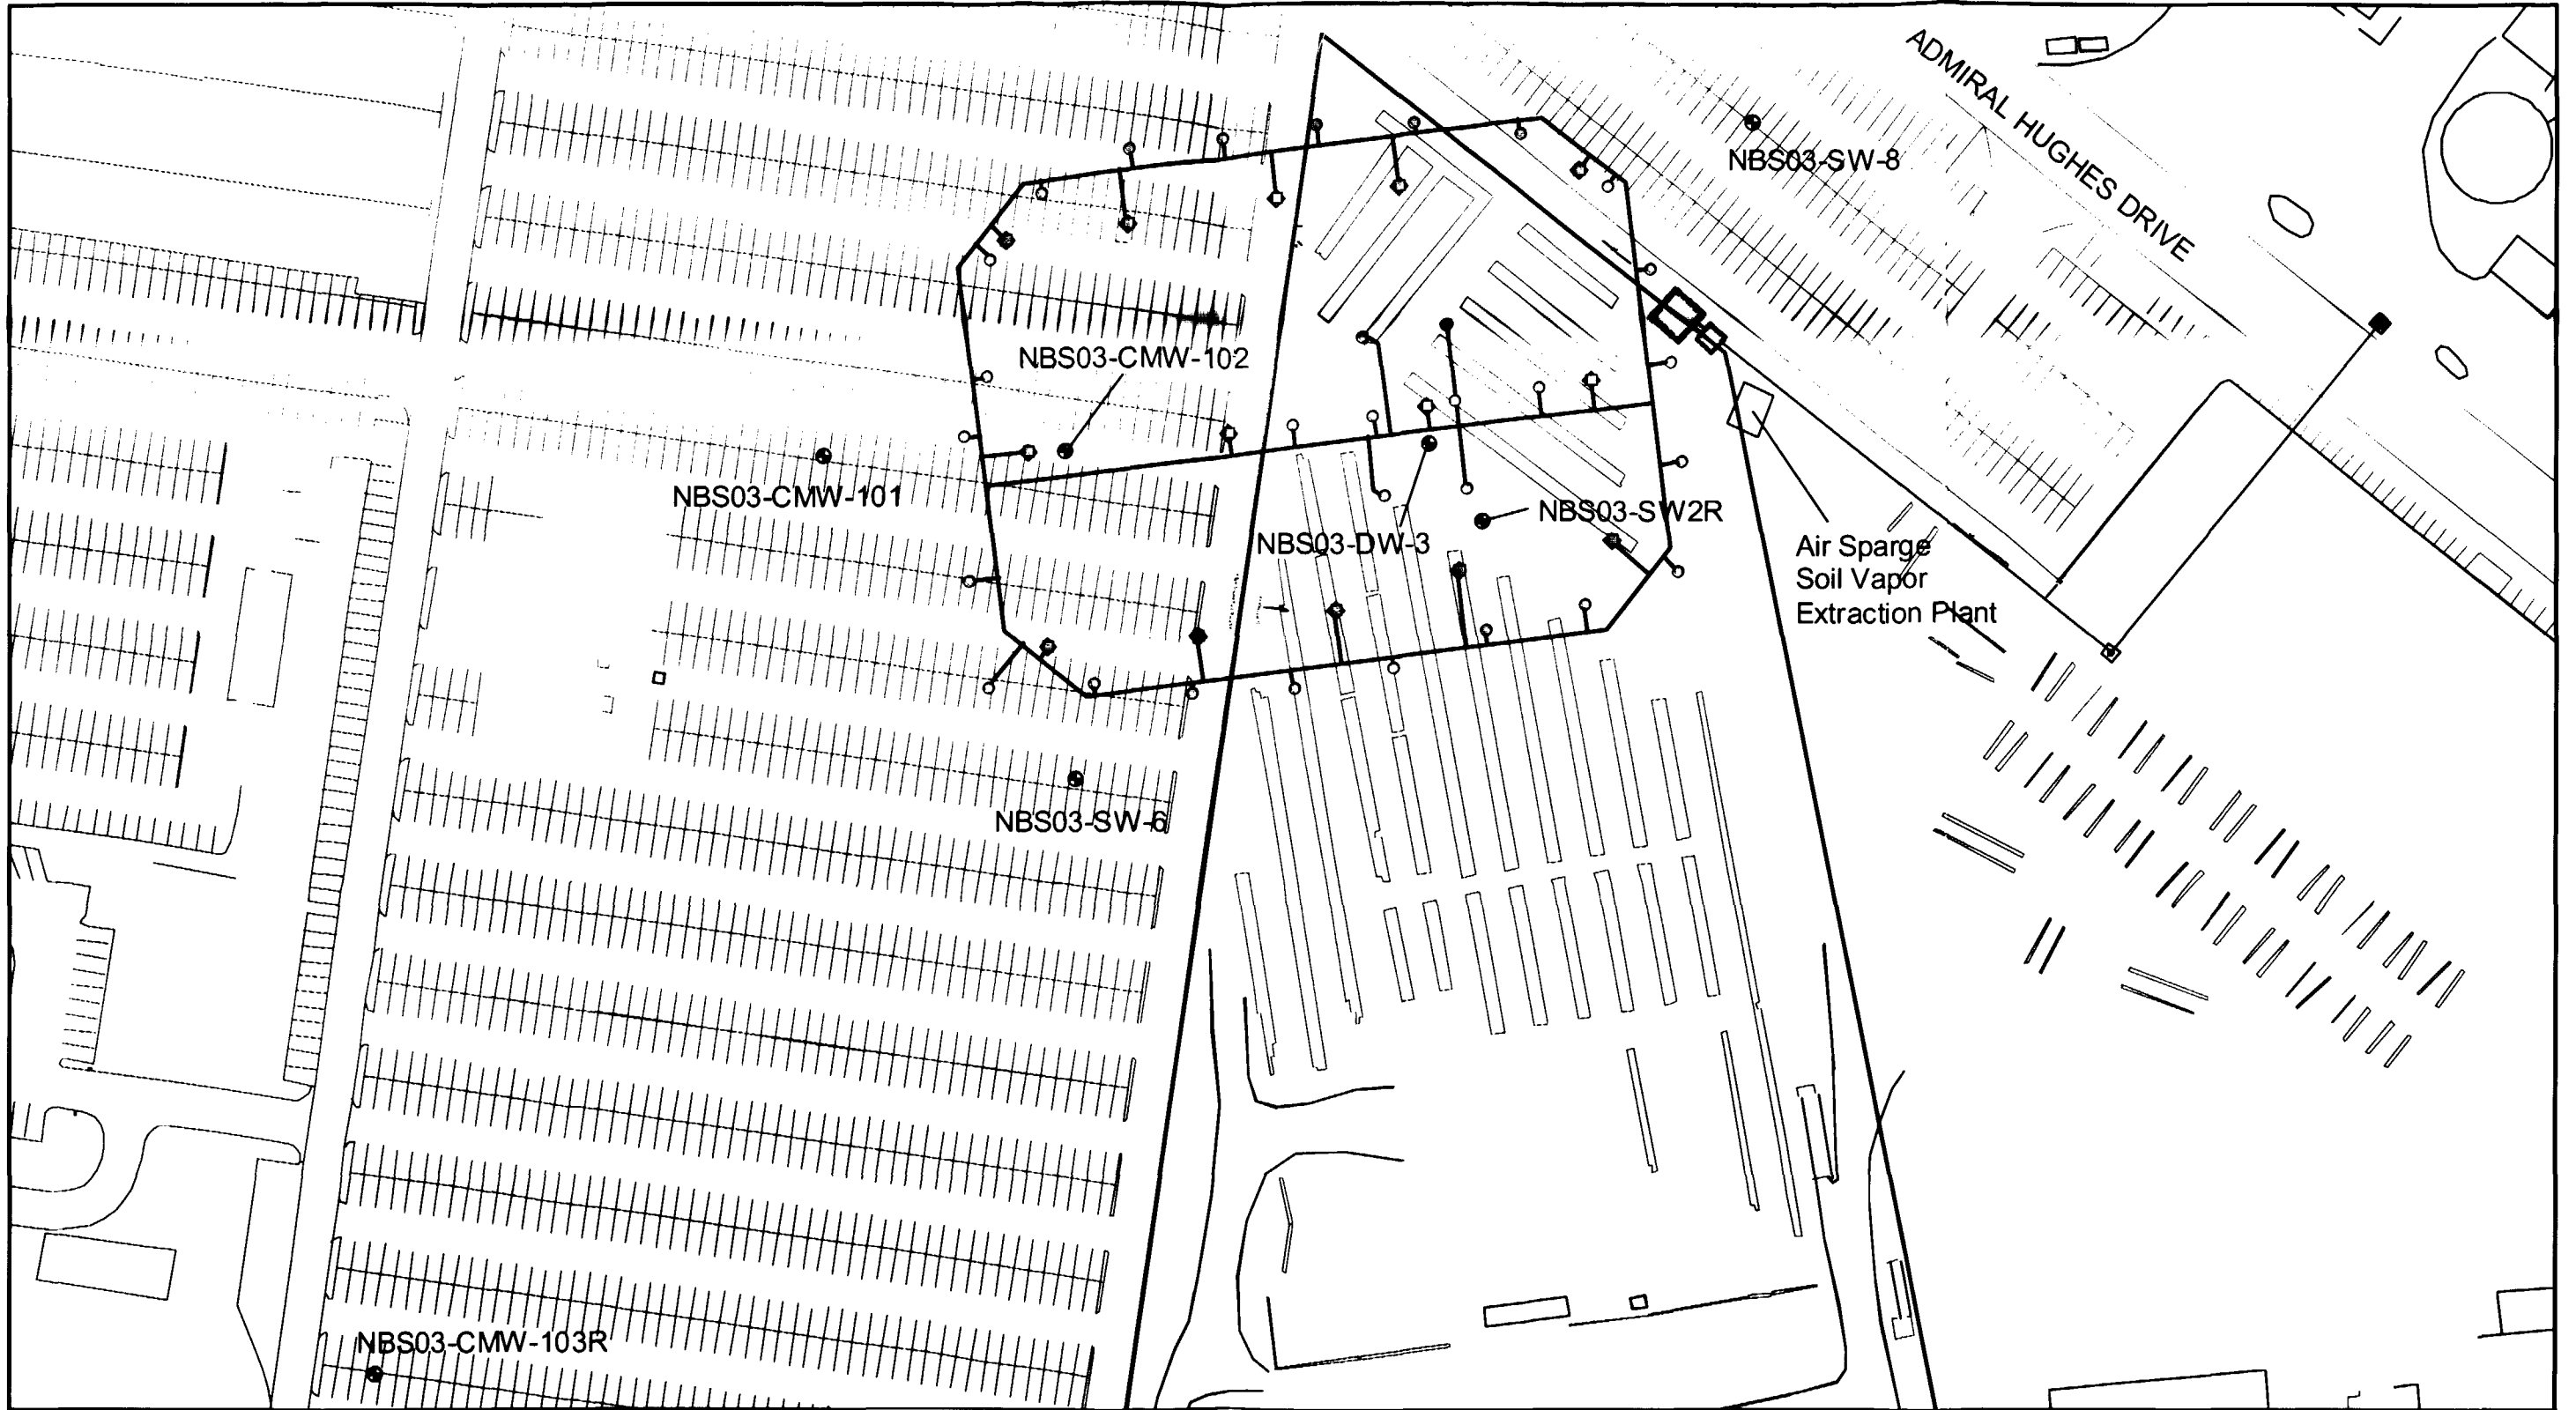 ADMIRAL HUGHES DRIVE
NBS03-SW-8
NBS03-CMW-102
NBS03-CMW-101
NBS03-SW2R
NBS03-DW-3
Air Sparge
Soil Vapor
Extraction Plant
NBS03-SW-6
NBS03-CMW-103R